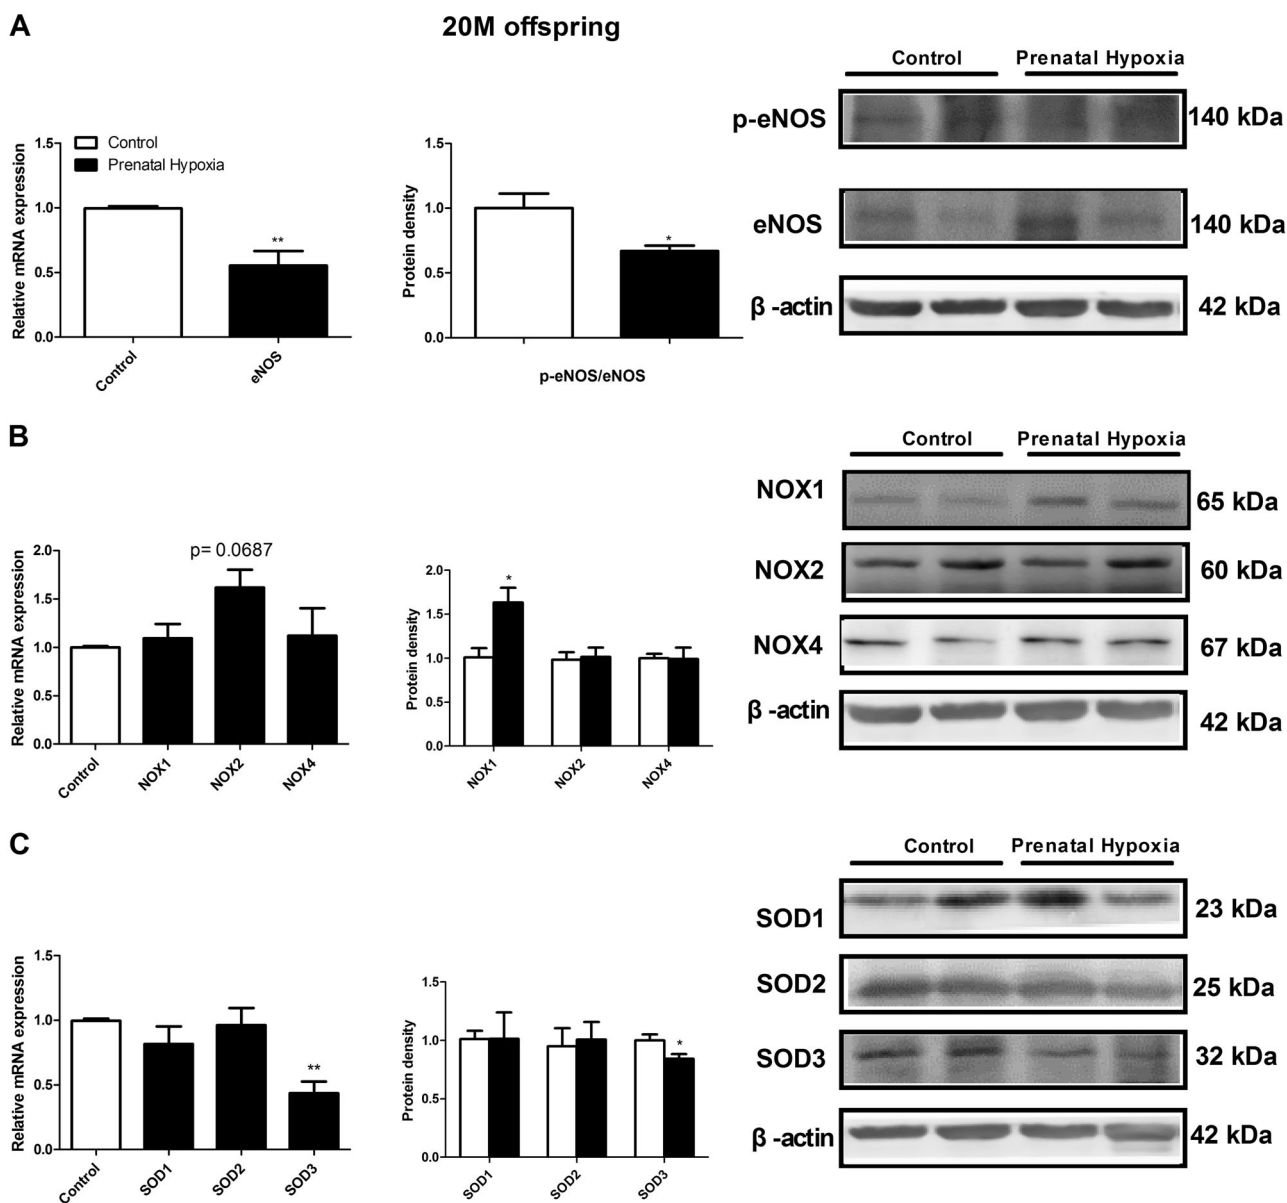 A
20M offspring
Relative mRNA expression
1.5
1.0
0.5
0.0
Control
Prenatal Hypoxia
**
Control
eNOS
Protein density
1.5
1.0
0.5
0.0
*
p-eNOS/eNOS
Control
Prenatal Hypoxia
p-eNOS
140 kDa
eNOS
140 kDa
β -actin
42 kDa
B
Relative mRNA expression
2.0
1.5
1.0
0.5
0.0
p= 0.0687
Control
NOX1
NOX2
NOX4
Protein density
2.0
1.5
1.0
0.5
0.0
*
NOX1
NOX2
NOX4
Control
Prenatal Hypoxia
NOX1
65 kDa
NOX2
60 kDa
NOX4
67 kDa
β -actin
42 kDa
C
Relative mRNA expression
1.5
1.0
0.5
0.0
**
Control
SOD1
SOD2
SOD3
Protein density
1.5
1.0
0.5
0.0
*
SOD1
SOD2
SOD3
Control
Prenatal Hypoxia
SOD1
23 kDa
SOD2
25 kDa
SOD3
32 kDa
β -actin
42 kDa